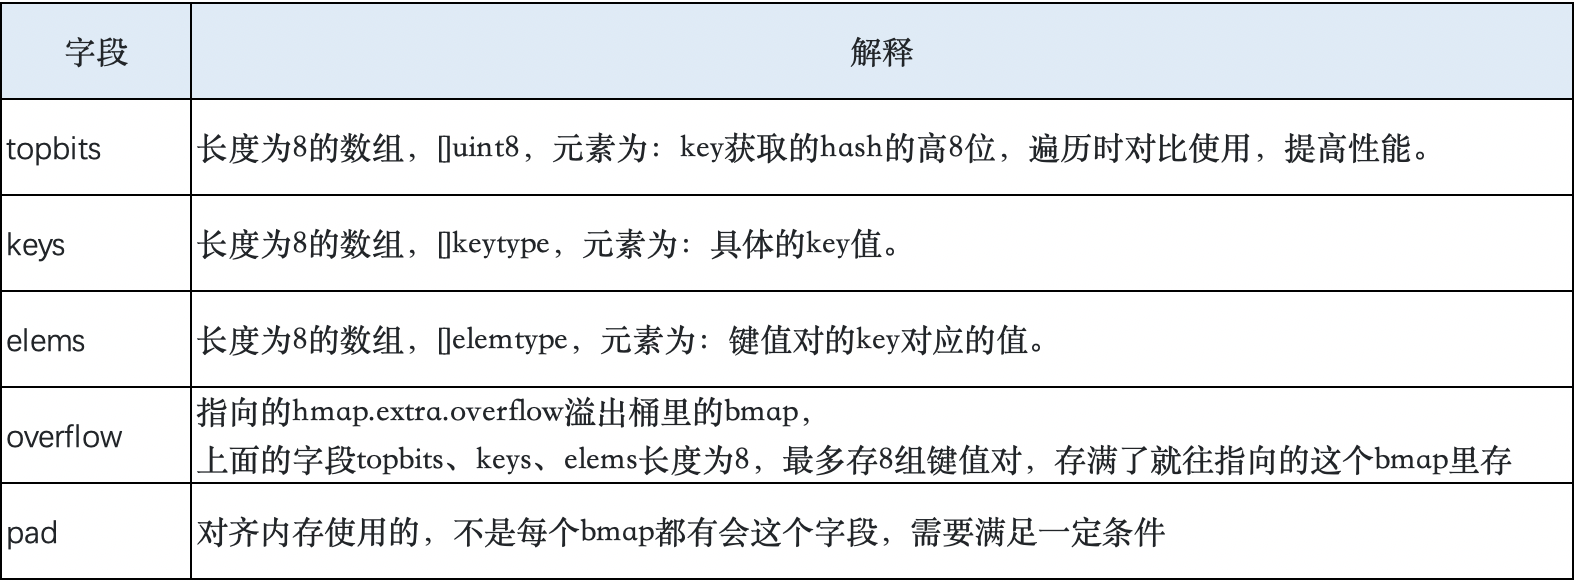 字段 解释
topbits 长度为8的数组，[]uint8，元素为：key获取的hash的高8位，遍历时对比使用，提高性能。
keys 长度为8的数组，[]keytype，元素为：具体的key值。
elems 长度为8的数组，[]elemtype，元素为：键值对的key对应的值。
overflow 指向的hmap.extra.overflow溢出桶里的bmap，
上面的字段topbits、keys、elems长度为8，最多存8组键值对，存满了就往指向的这个bmap里存
pad 对齐内存使用的，不是每个bmap都有会这个字段，需要满足一定条件